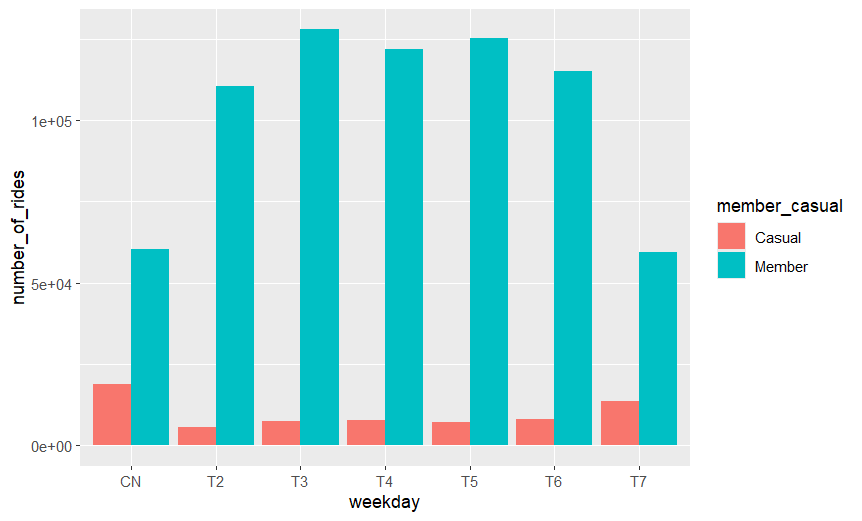 number_of_rides
1e+05
5e+04
0e+00
CN T2 T3 T4 T5 T6 T7
weekday
member_casual
Casual
Member